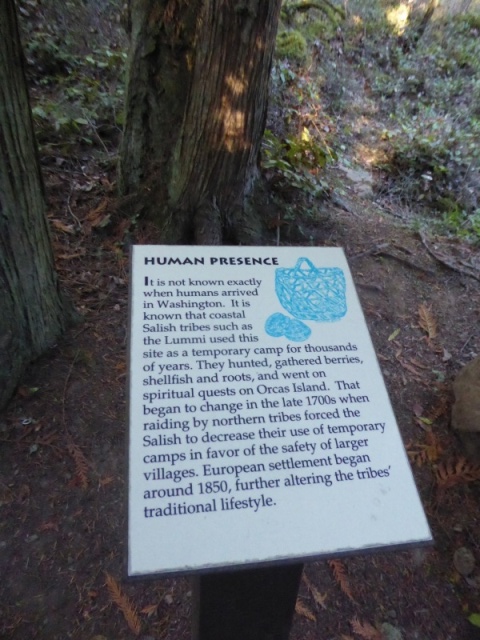 HUMAN PRESENCE
It is not known exactly
when humans arrived
in Washington. It is
known that coastal
Salish tribes such as
the Lummi used this
site as a temporary camp for thousands
of years. They hunted, gathered berries,
shellfish and roots, and went on
spiritual quests on Orcas Island. That
began to change in the late 1700s when
raiding by northern tribes forced the
Salish to decrease their use of temporary
camps in favor of the safety of larger
villages. European settlement began
around 1850, further altering the tribes'
traditional lifestyle.